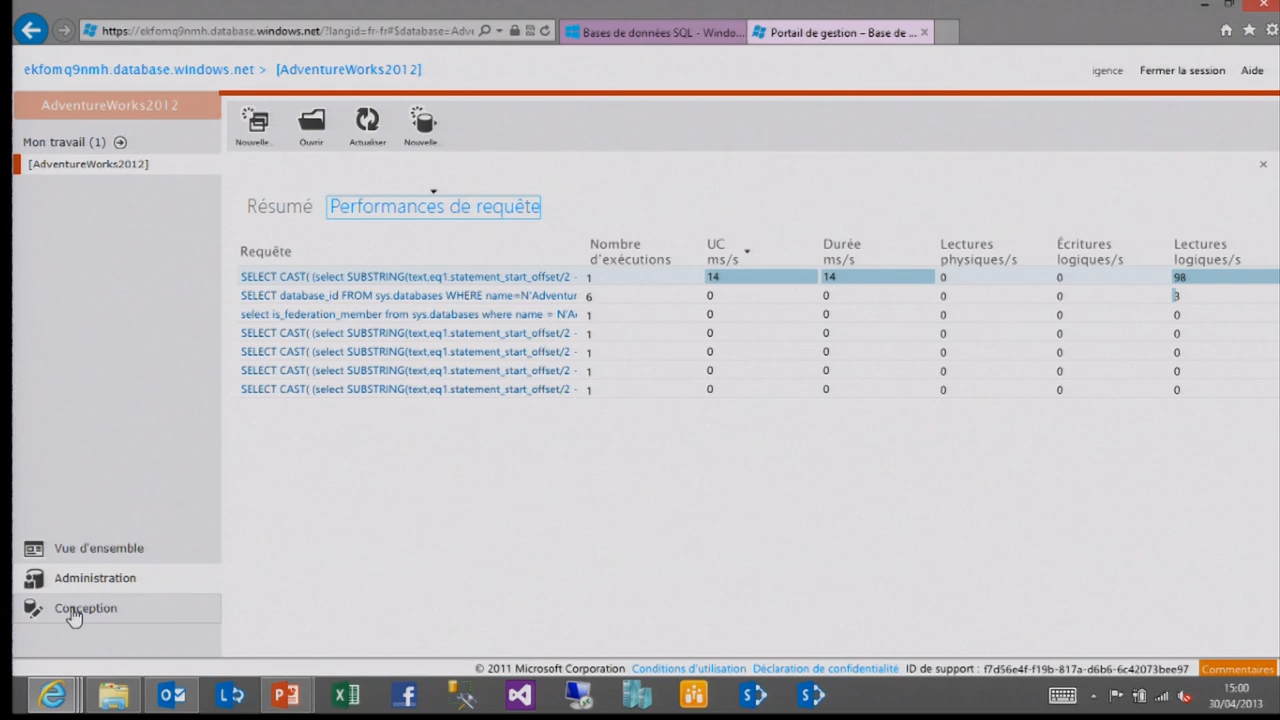 https://ekfomq9nmh.database.windows.net/?langid=fr-fr#$database=Adve
Bases de données SQL - Windo...
Portail de gestion – Base de ...
ekfomq9nmh.database.windows.net > [AdventureWorks2012]
igence
Fermer la session
Aide
AdventureWorks2012
Mon travail (1)
[AdventureWorks2012]
Nouvelle...
Ouvrir
Actualiser
Nouvelle...
Résumé
Performances de requête
Requête
Nombre d'exécutions
UC ms/s
Durée ms/s
Lectures physiques/s
Écritures logiques/s
Lectures logiques/s
SELECT CAST( (select SUBSTRING(text,eq1.statement_start_offset/2 - 1 14 14 0 0 98
SELECT database_id FROM sys.databases WHERE name=N'Adventur 6 0 0 0 0 3
select is_federation_member from sys.databases where name = N'A 1 0 0 0 0 0
SELECT CAST( (select SUBSTRING(text,eq1.statement_start_offset/2 - 1 0 0 0 0 0
SELECT CAST( (select SUBSTRING(text,eq1.statement_start_offset/2 - 1 0 0 0 0 0
SELECT CAST( (select SUBSTRING(text,eq1.statement_start_offset/2 - 1 0 0 0 0 0
SELECT CAST( (select SUBSTRING(text,eq1.statement_start_offset/2 - 1 0 0 0 0 0
Vue d'ensemble
Administration
Conception
© 2011 Microsoft Corporation Conditions d'utilisation Déclaration de confidentialité ID de support : f7d56e4f-f19b-817a-d6b6-6c42073bee97 Commentaires
15:00
30/04/2013